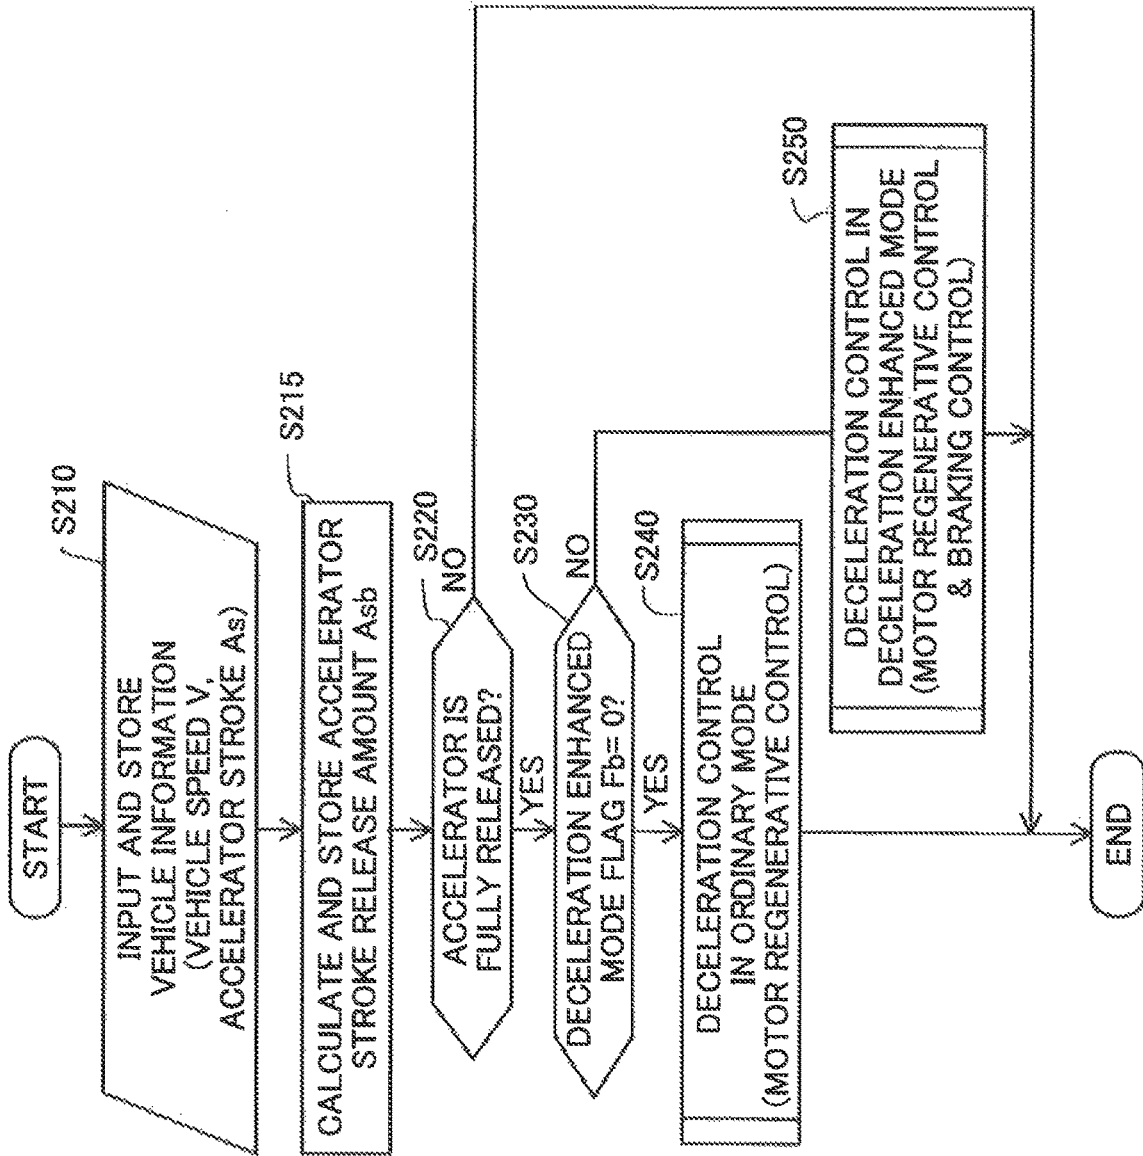 START
S210
INPUT AND STORE
VEHICLE INFORMATION
(VEHICLE SPEED V,
ACCELERATOR STROKE As)
S215
CALCULATE AND STORE ACCELERATOR
STROKE RELEASE AMOUNT Asb
S220
ACCELERATOR IS
FULLY RELEASED?
NO
YES
S230
DECELERATION ENHANCED
MODE FLAG Fb= 0?
NO
YES
S240
DECELERATION CONTROL
IN ORDINARY MODE
(MOTOR REGENERATIVE CONTROL)
S250
DECELERATION CONTROL IN
DECELERATION ENHANCED MODE
(MOTOR REGENERATIVE CONTROL
& BRAKING CONTROL)
END